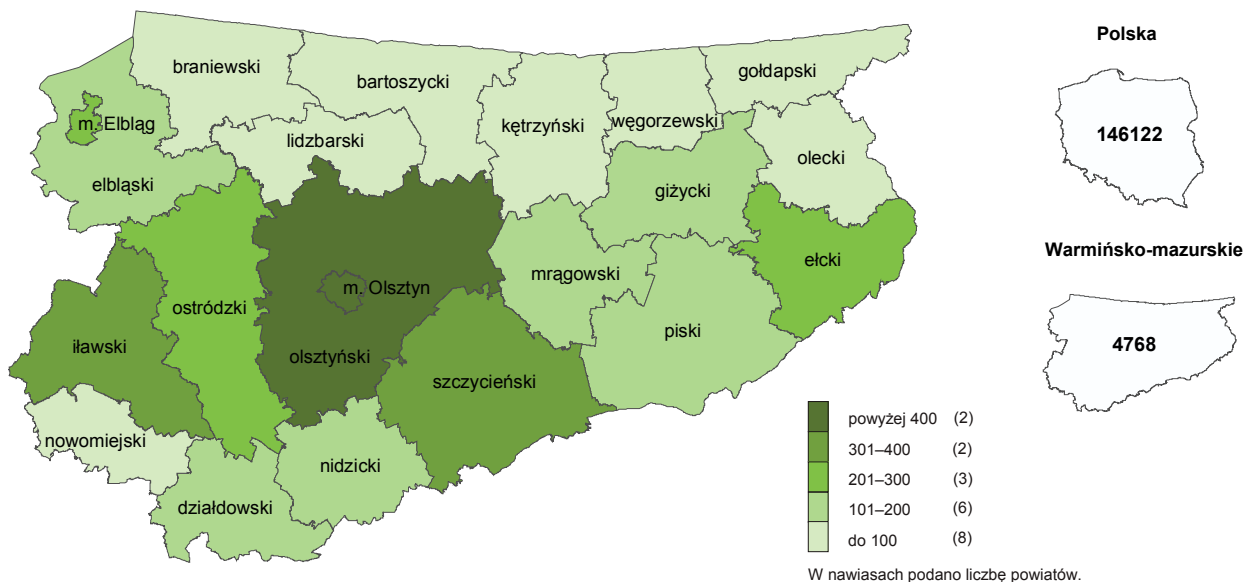 braniewski
bartoszycki
gołdapski
m. Elbląg
lidzbarski
kętrzyński
węgorzewski
olecki
elbląski
giżycki
ełcki
mrągowski
ostródzki
m. Olsztyn
piski
iławski
olsztyński
szczycieński
nowomiejski
nidzicki
działdowski
Polska
146122
Warmińsko-mazurskie
4768
powyżej 400 (2)
301–400 (2)
201–300 (3)
101–200 (6)
do 100 (8)
W nawiasach podano liczbę powiatów.